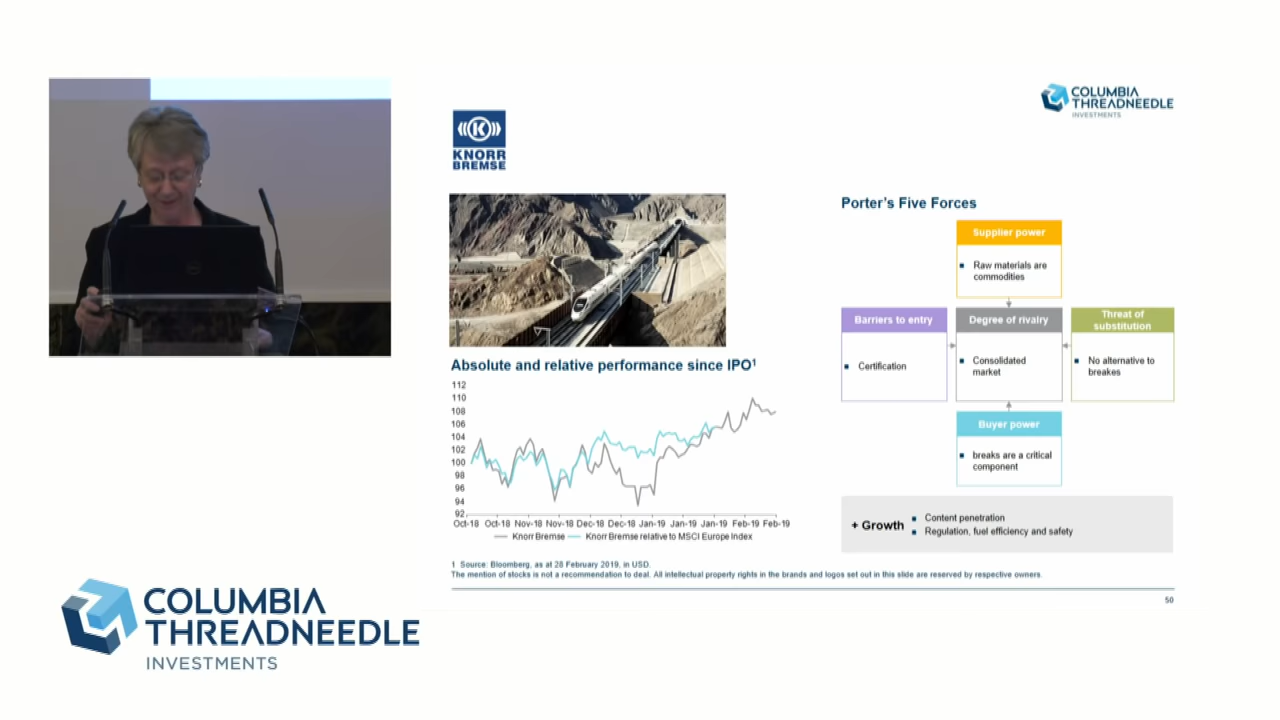 COLUMBIA
THREADNEEDLE
INVESTMENTS
KNORR
BREMSE
Porter's Five Forces
Supplier power
Raw materials are
commodities
Barriers to entry
Certification
Degree of rivalry
Consolidated
market
Threat of
substitution
No alternative to
breakes
Buyer power
breaks are a critical
component
+ Growth
Content penetration
Regulation, fuel efficiency and safety
Absolute and relative performance since IPO¹
112
110
108
106
104
102
100
98
96
94
92
Oct-18 Oct-18 Nov-18 Nov-18 Dec-18 Dec-18 Jan-19 Jan-19 Jan-19 Feb-19 Feb-19
Knorr Bremse Knorr Bremse relative to MSCI Europe Index
1 Source: Bloomberg, as at 28 February 2019, in USD.
The mention of stocks is not a recommendation to deal. All intellectual property rights in the brands and logos set out in this slide are reserved by respective owners.
50
COLUMBIA
THREADNEEDLE
INVESTMENTS